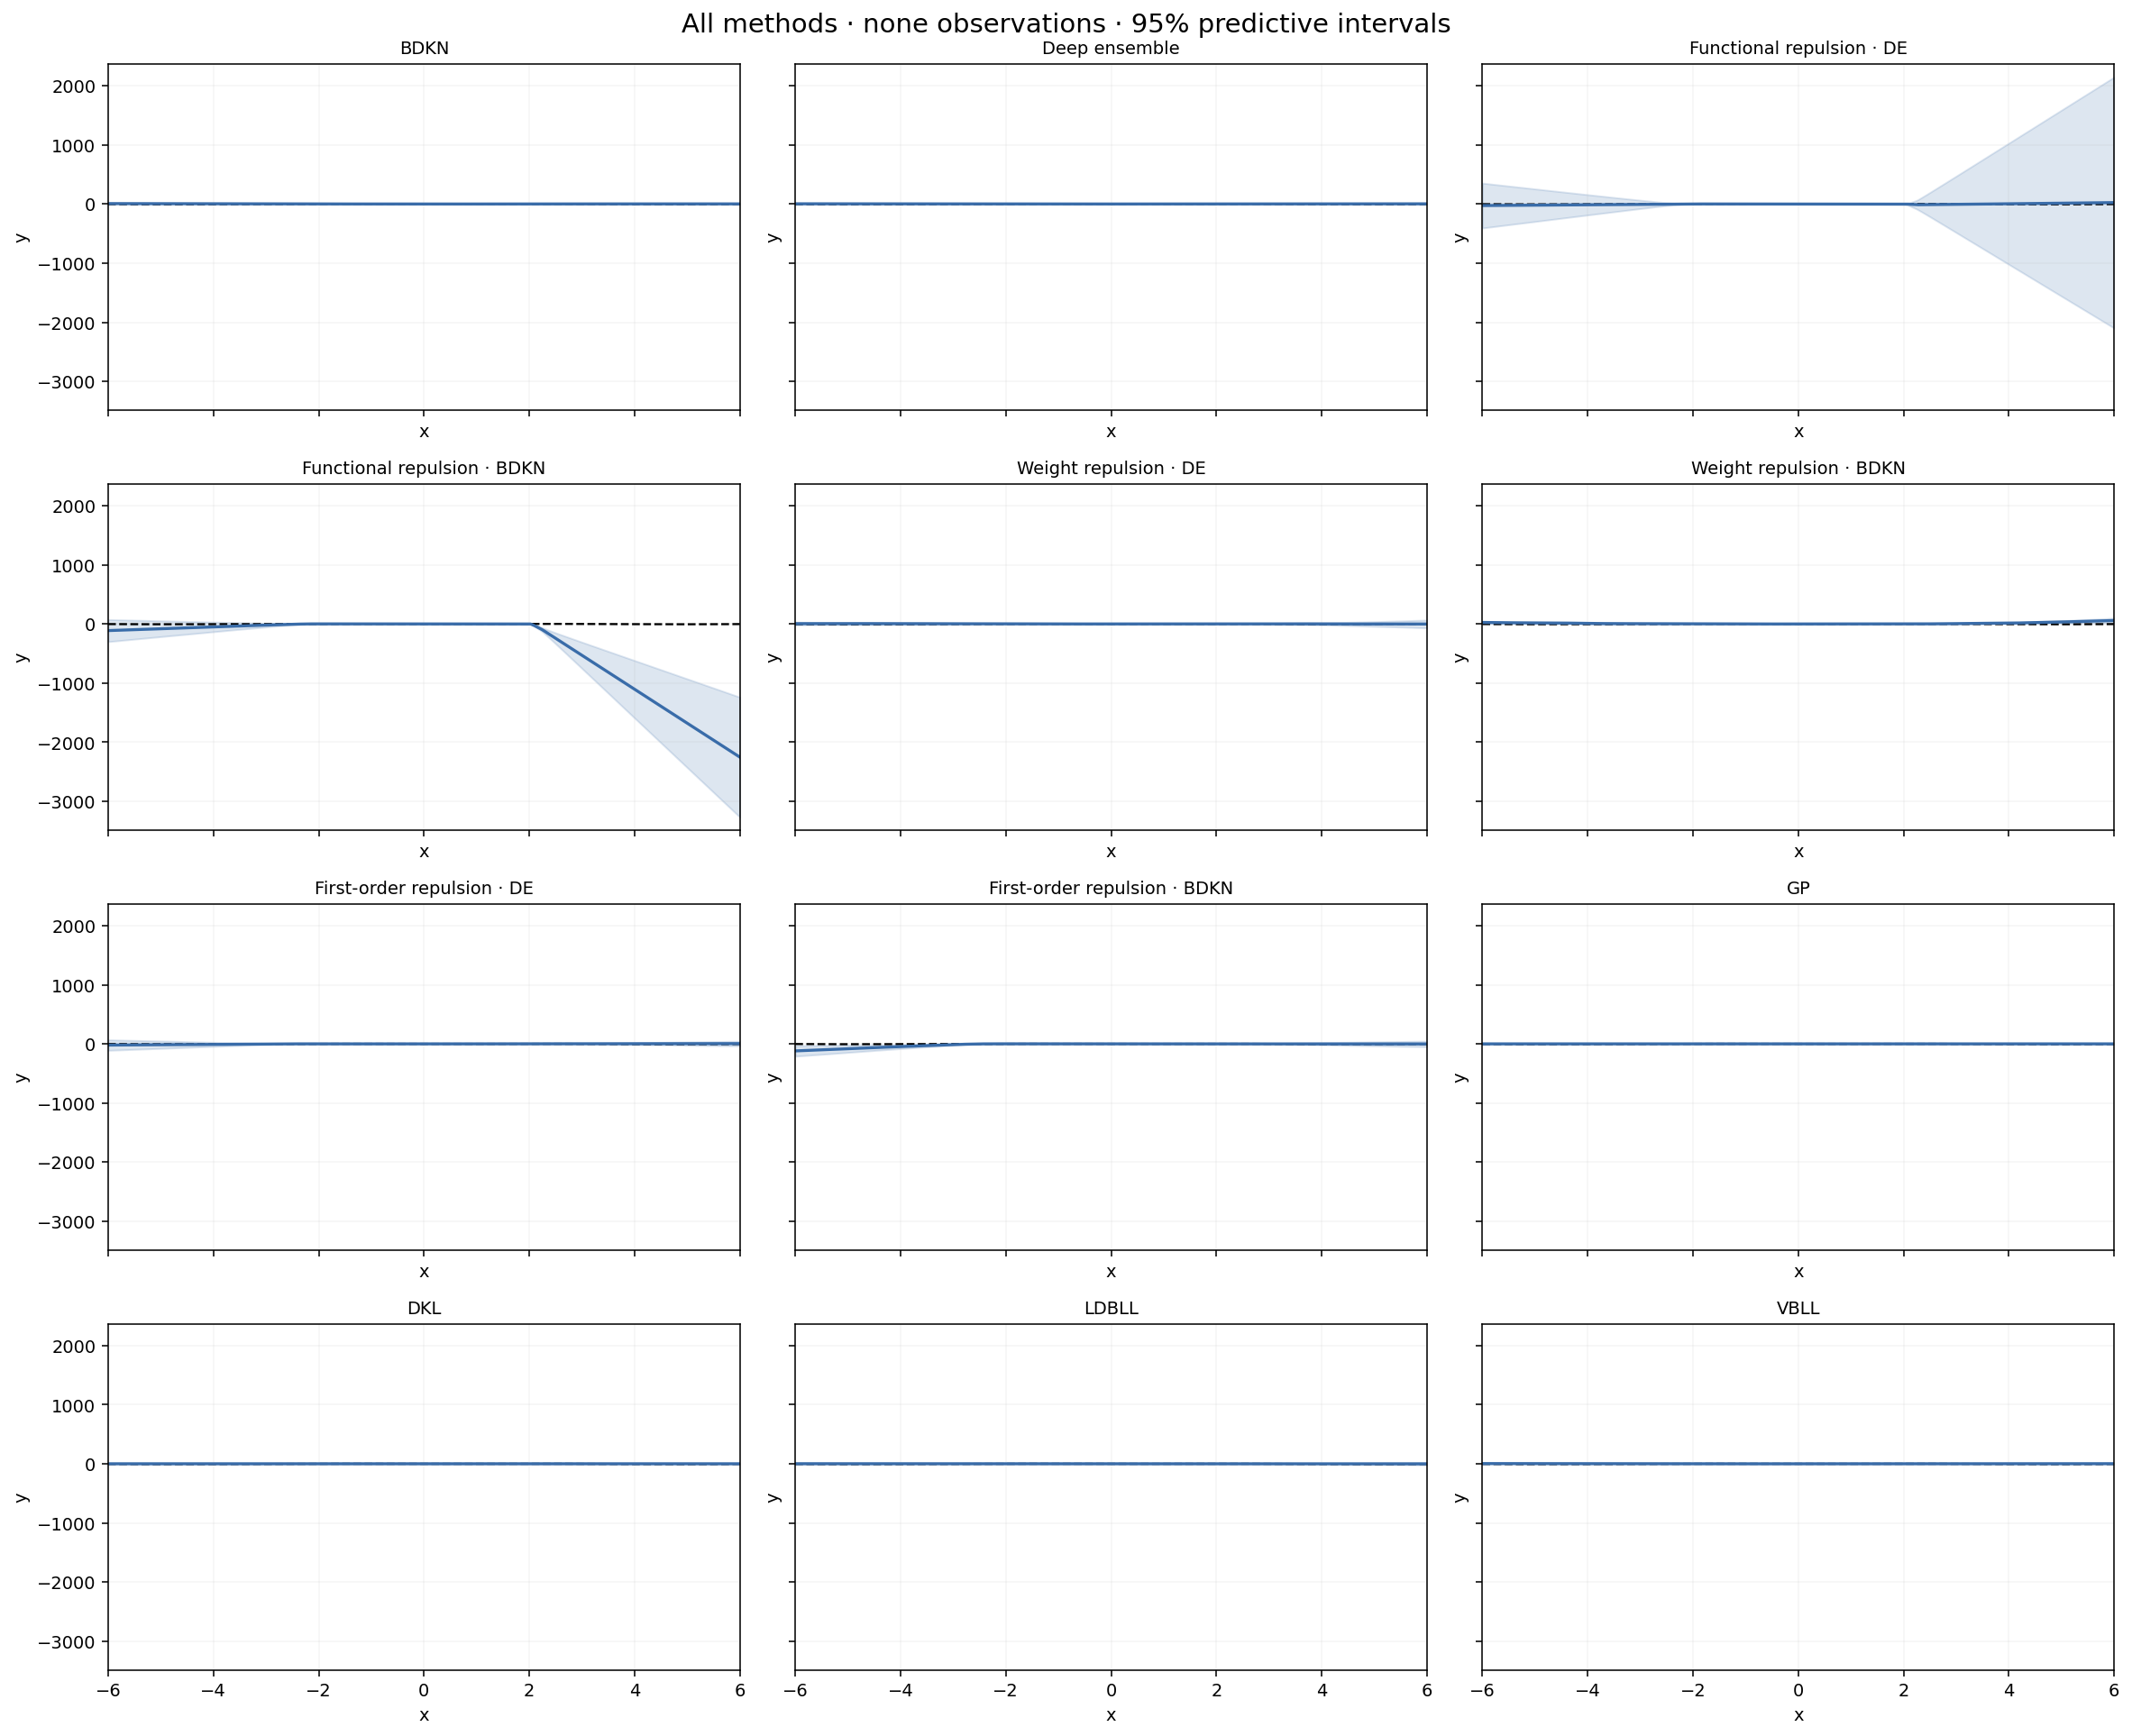 All methods · none observations · 95% predictive intervals
BDKN
Deep ensemble
Functional repulsion · DE
2000
1000
0
−1000
−2000
−3000
y
y
y
x
x
x
Functional repulsion · BDKN
Weight repulsion · DE
Weight repulsion · BDKN
2000
1000
0
−1000
−2000
−3000
y
y
y
x
x
x
First-order repulsion · DE
First-order repulsion · BDKN
GP
2000
1000
0
−1000
−2000
−3000
y
y
y
x
x
x
DKL
LDBLL
VBLL
2000
1000
0
−1000
−2000
−3000
y
y
y
−6 −4 −2 0 2 4 6
−6 −4 −2 0 2 4 6
−6 −4 −2 0 2 4 6
x
x
x